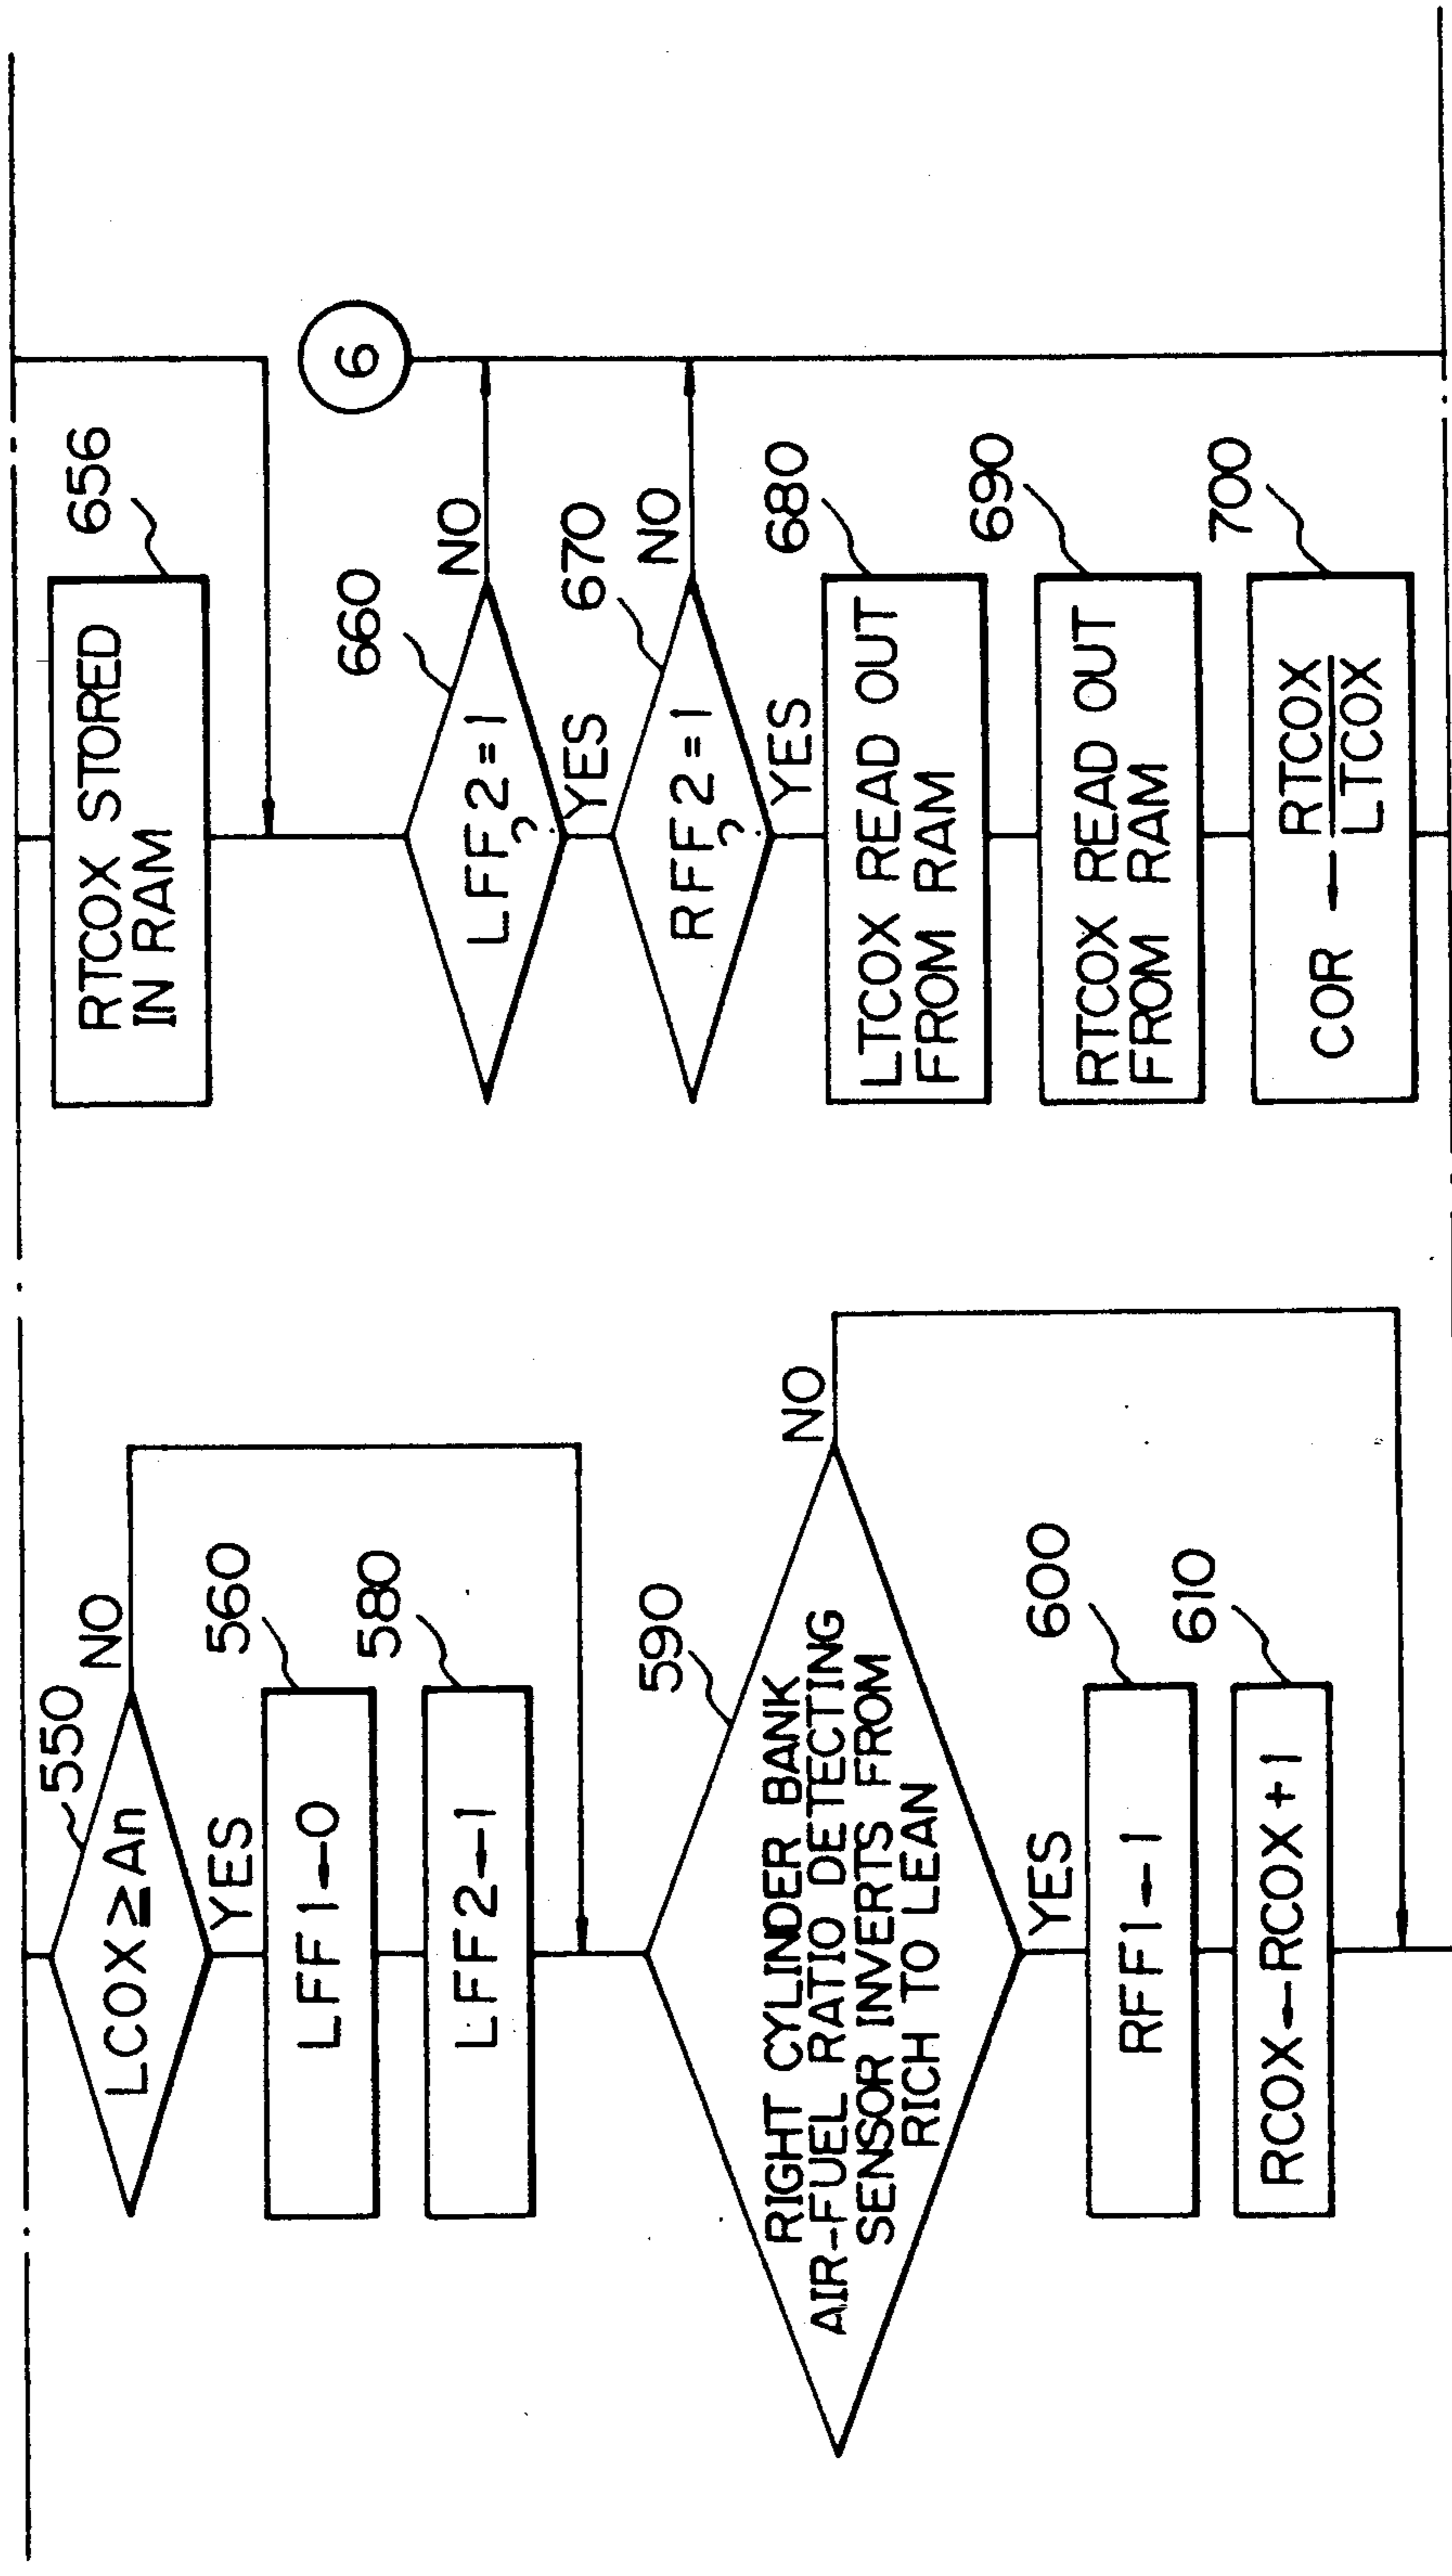 550
LCOX ≧ An
NO
YES
560
LFF1←0
580
LFF2←1
590
RIGHT CYLINDER BANK
AIR-FUEL RATIO DETECTING
SENSOR INVERTS FROM
RICH TO LEAN
NO
YES
600
RFF1←1
610
RCOX←RCOX+1
656
RTCOX STORED
IN RAM
6
660
LFF2=1
?
NO
YES
670
RFF2=1
?
NO
YES
680
LTCOX READ OUT
FROM RAM
690
RTCOX READ OUT
FROM RAM
700
COR ← RTCOX
LTCOX